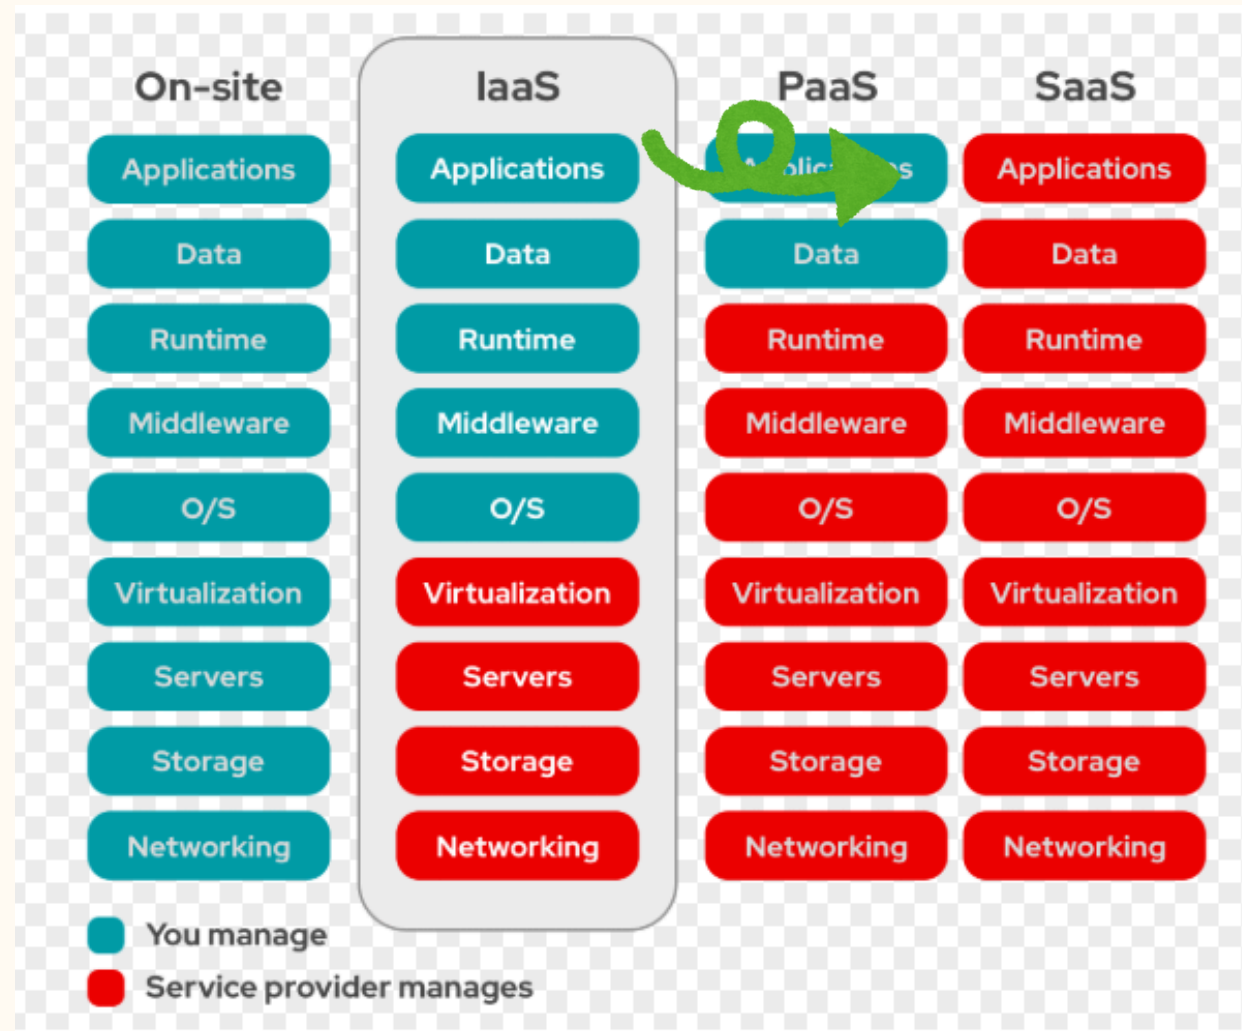 On-site IaaS PaaS SaaS
Applications Applications Applications
Data Data Data Data
Runtime Runtime Runtime Runtime
Middleware Middleware Middleware Middleware
O/S O/S O/S O/S
Virtualization Virtualization Virtualization Virtualization
Servers Servers Servers Servers
Storage Storage Storage Storage
Networking Networking Networking Networking
You manage
Service provider manages